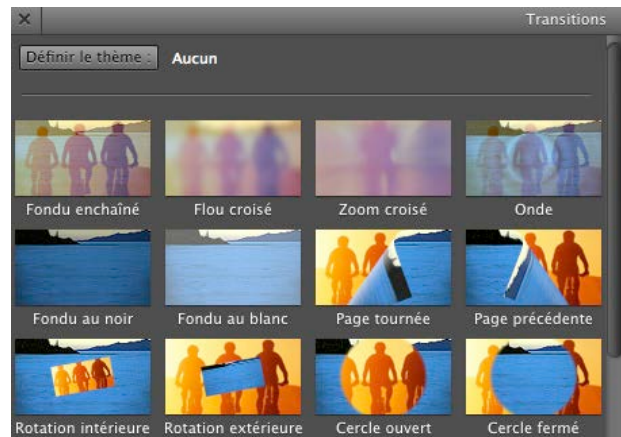 Transitions
Définir le thème : Aucun
Fondu enchaîné Flou croisé Zoom croisé Onde
Fondu au noir Fondu au blanc Page tournée Page précédente
Rotation intérieure Rotation extérieure Cercle ouvert Cercle fermé